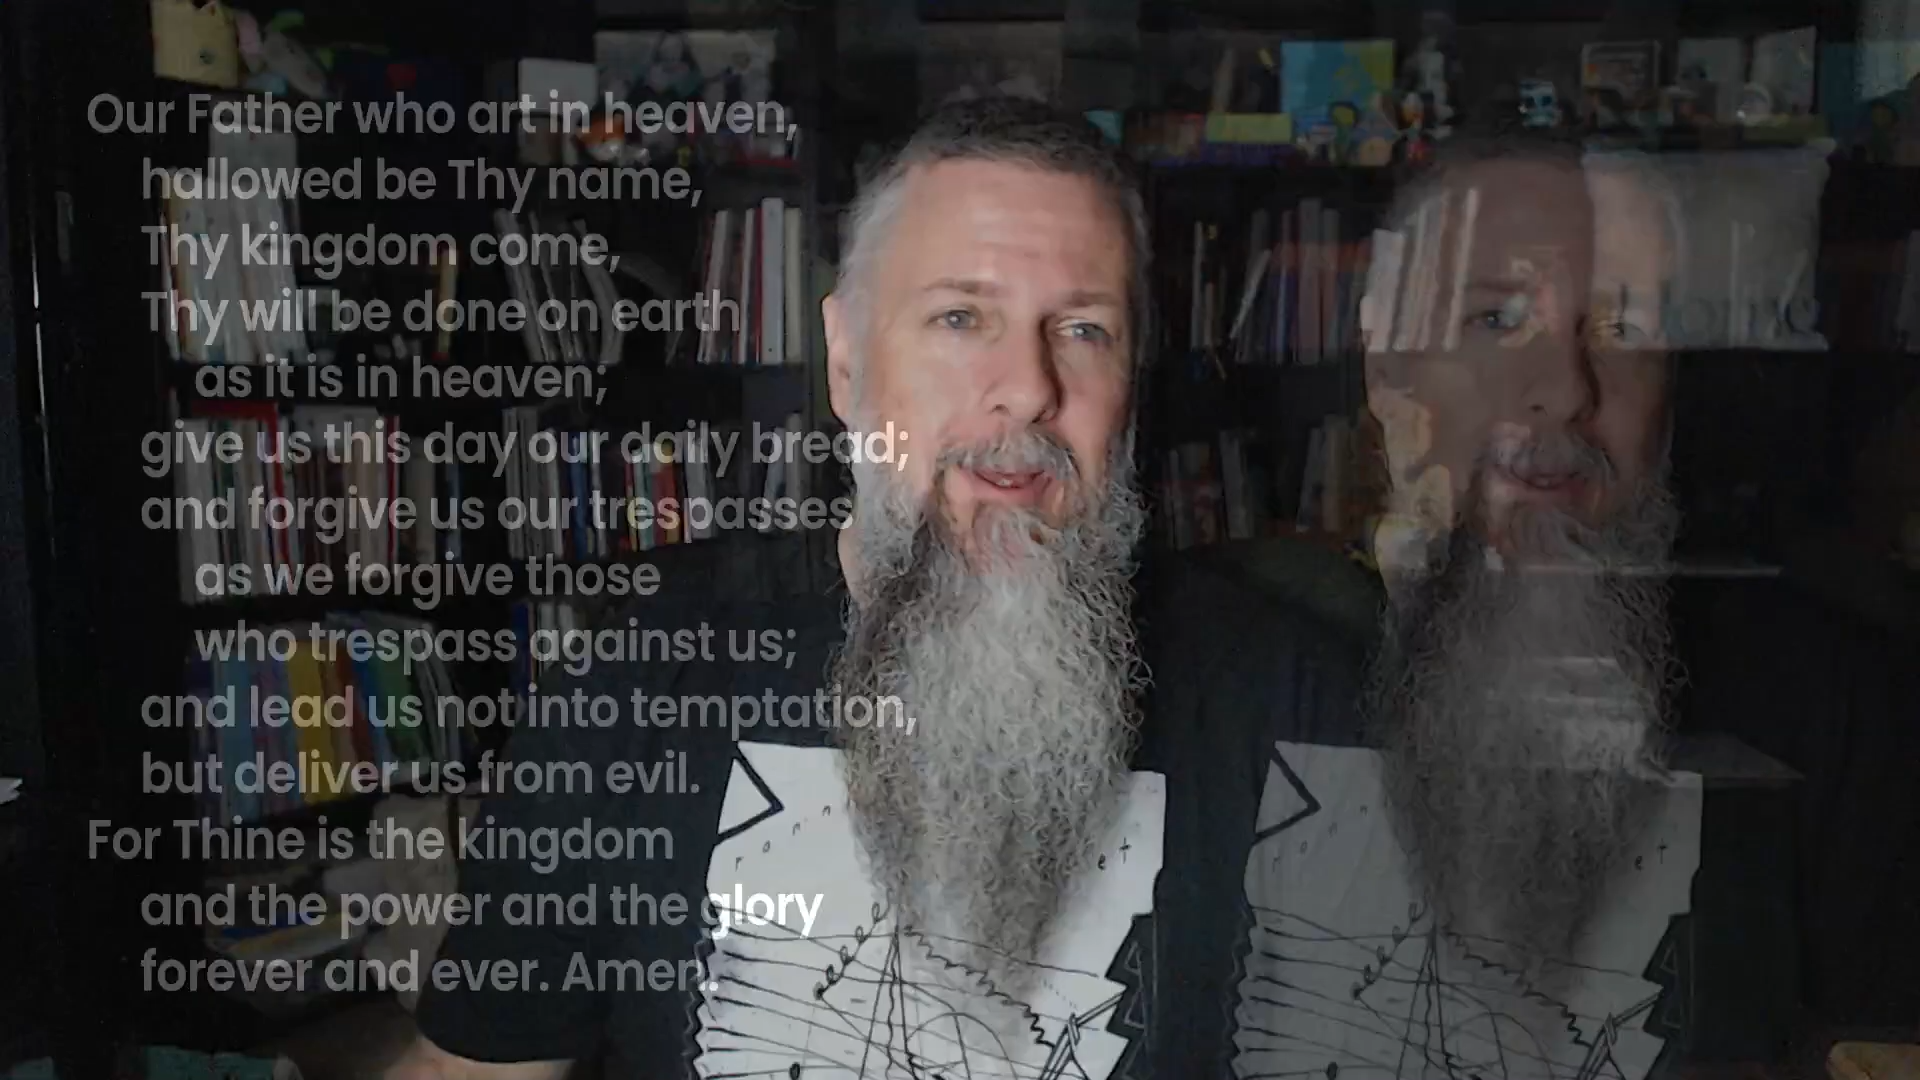 Our Father who art in heaven,
hallowed be Thy name,
Thy kingdom come,
Thy will be done on earth
as it is in heaven;
give us this day our daily bread;
and forgive us our trespasses
as we forgive those
who trespass against us;
and lead us not into temptation,
but deliver us from evil.
For Thine is the kingdom
and the power and the glory
forever and ever. Amen.